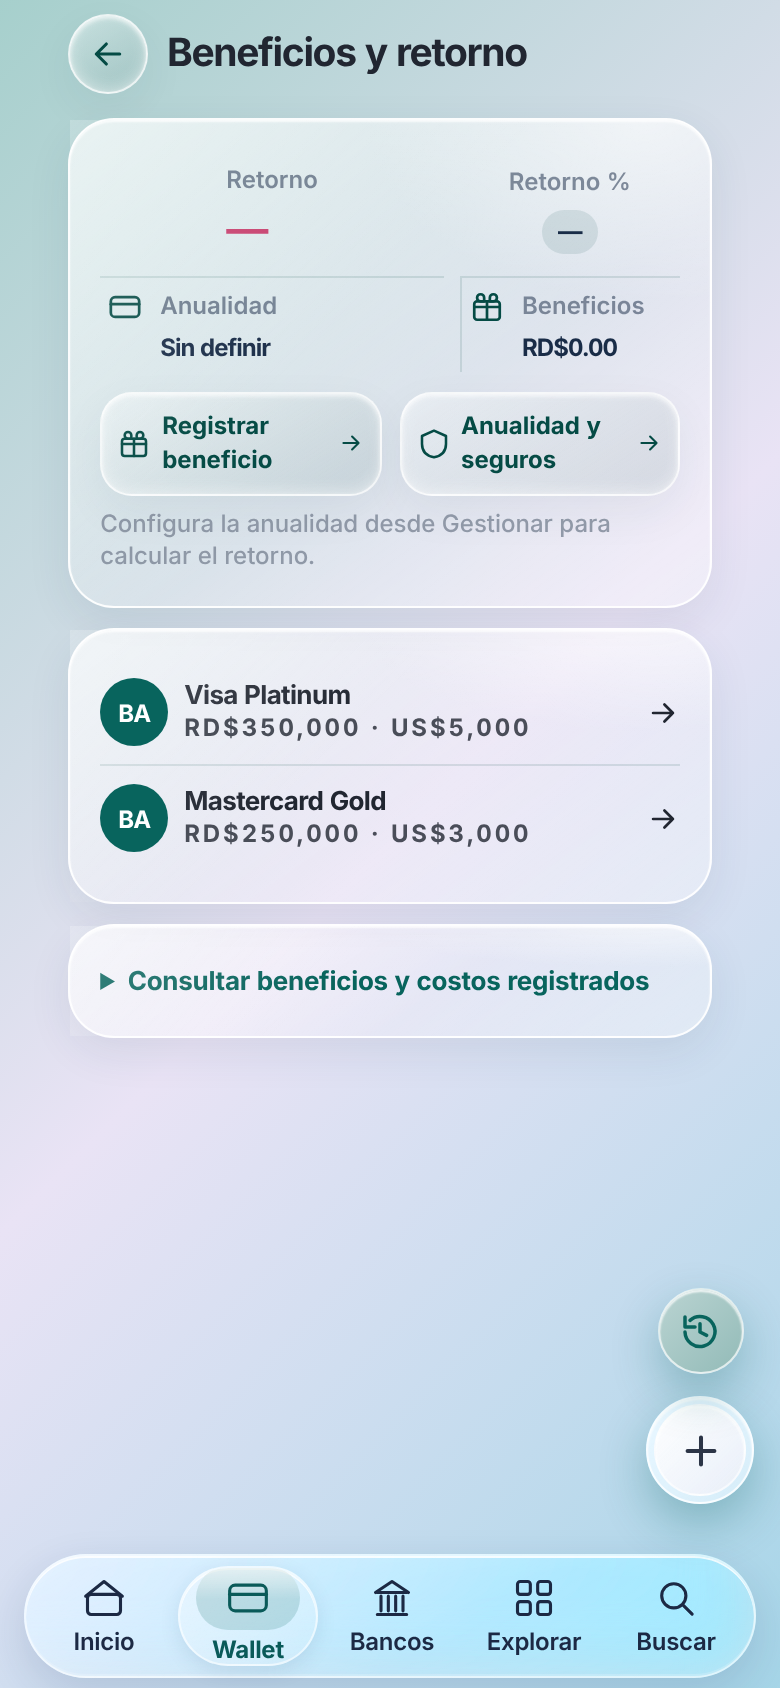 Beneficios y retorno
Retorno
—
Retorno %
—
Anualidad
Sin definir
Beneficios
RD$0.00
Registrar
beneficio
Anualidad y
seguros
Configura la anualidad desde Gestionar para
calcular el retorno.
BA
Visa Platinum
RD$350,000 · US$5,000
BA
Mastercard Gold
RD$250,000 · US$3,000
Consultar beneficios y costos registrados
Inicio
Wallet
Bancos
Explorar
Buscar